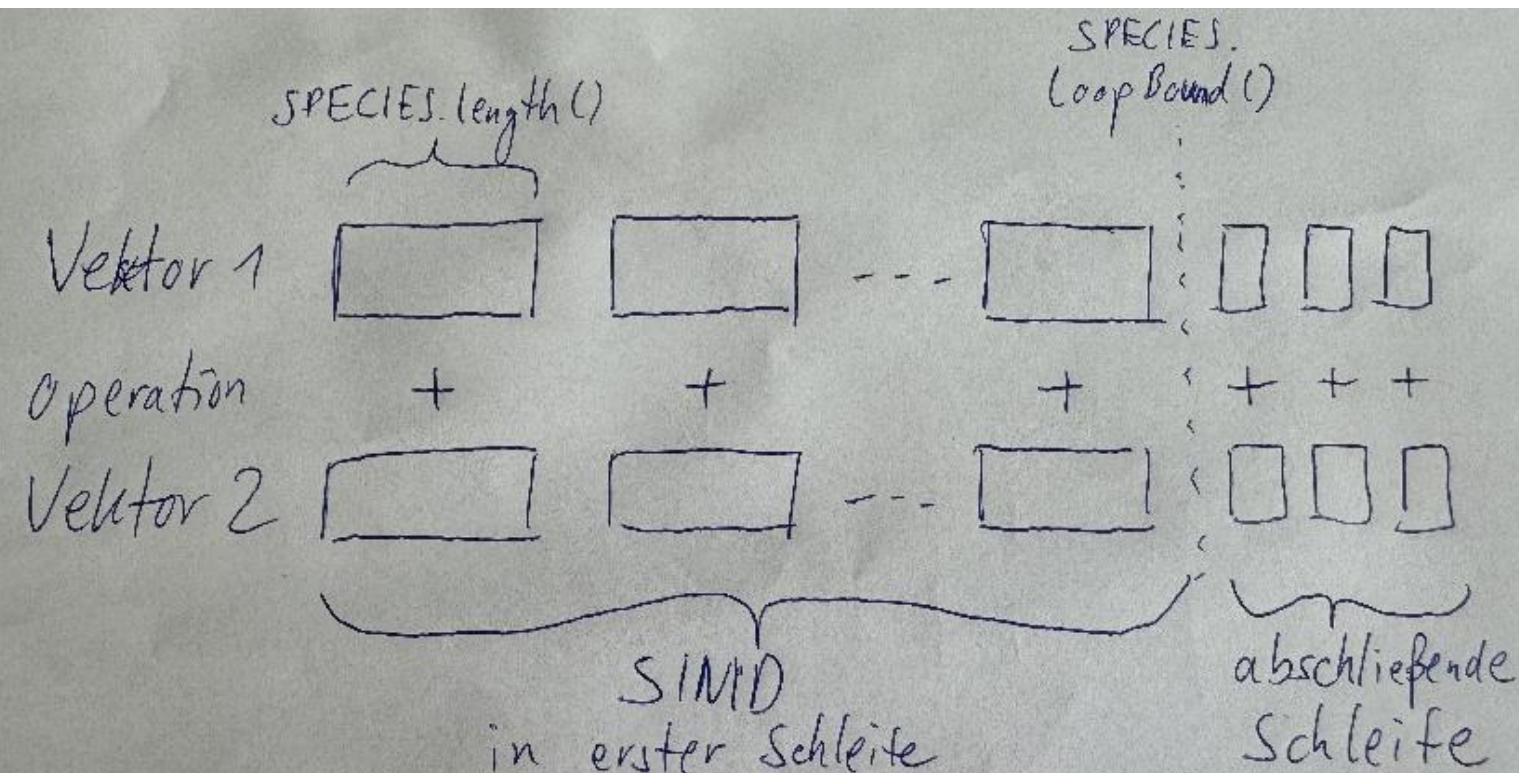 SPECIES.
loopBound()
SPECIES.length()
Vektor 1
- - -
Operation
+ + + + + +
Vektor 2
- - -
SIMD
in erster Schleife
abschließende
Schleife